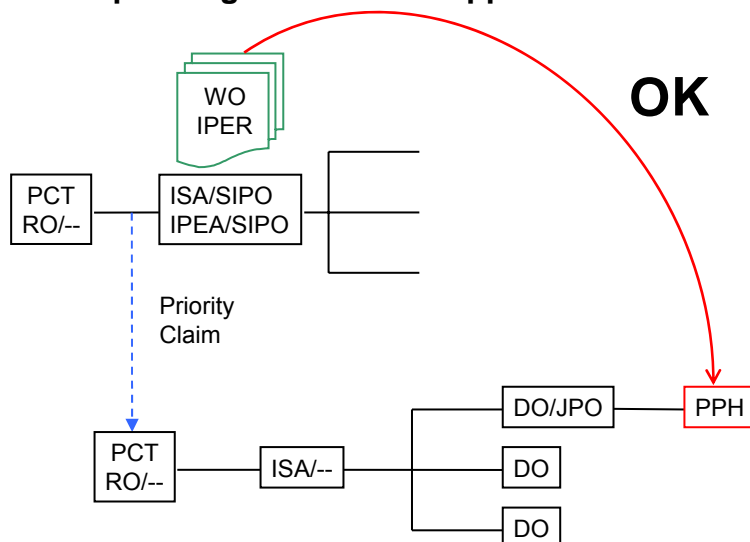 OK
WO
IPER
PCT
RO/--
ISA/SIPO
IPEA/SIPO
Priority
Claim
DO/JPO
PPH
PCT
RO/--
ISA/--
DO
DO